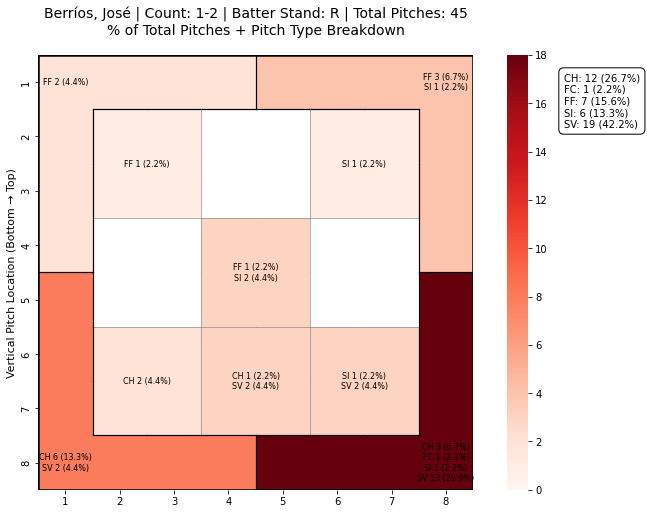 Berríos, José | Count: 1-2 | Batter Stand: R | Total Pitches: 45
% of Total Pitches + Pitch Type Breakdown
Vertical Pitch Location (Bottom → Top)
1
2
3
4
5
6
7
8
FF 2 (4.4%)
FF 3 (6.7%)
SI 1 (2.2%)
FF 1 (2.2%)
SI 1 (2.2%)
FF 1 (2.2%)
SI 2 (4.4%)
CH 2 (4.4%)
CH 1 (2.2%)
SV 2 (4.4%)
SI 1 (2.2%)
SV 2 (4.4%)
CH 6 (13.3%)
SV 2 (4.4%)
CH 3 (6.7%)
FC 1 (2.2%)
SI 1 (2.2%)
SV 13 (28.9%)
1 2 3 4 5 6 7 8
18
16
14
12
10
8
6
4
2
0
CH: 12 (26.7%)
FC: 1 (2.2%)
FF: 7 (15.6%)
SI: 6 (13.3%)
SV: 19 (42.2%)